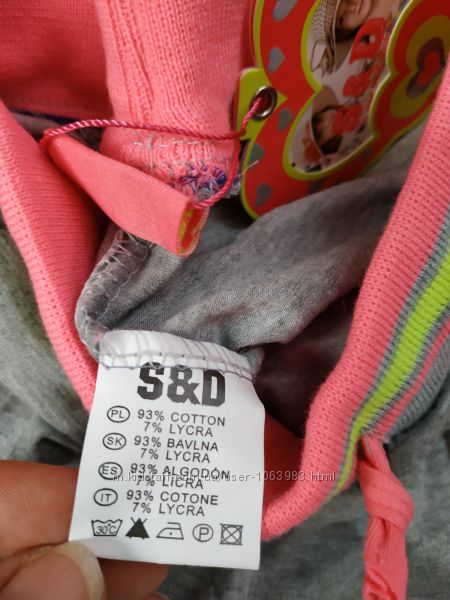 S&D
S&D
PL 93% COTTON
7% LYCRA
SK 93% BAVLNA
7% LYCRA
ES 93% ALGODÓN
7% LYCRA
IT 93% COTONE
7% LYCRA
30°C P